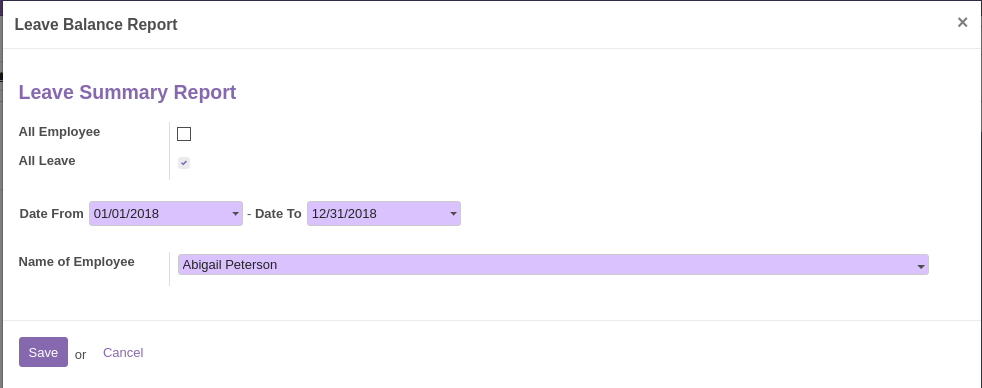 Leave Balance Report ×
Leave Summary Report
All Employee
All Leave
Date From 01/01/2018 - Date To 12/31/2018
Name of Employee Abigail Peterson
Save or Cancel